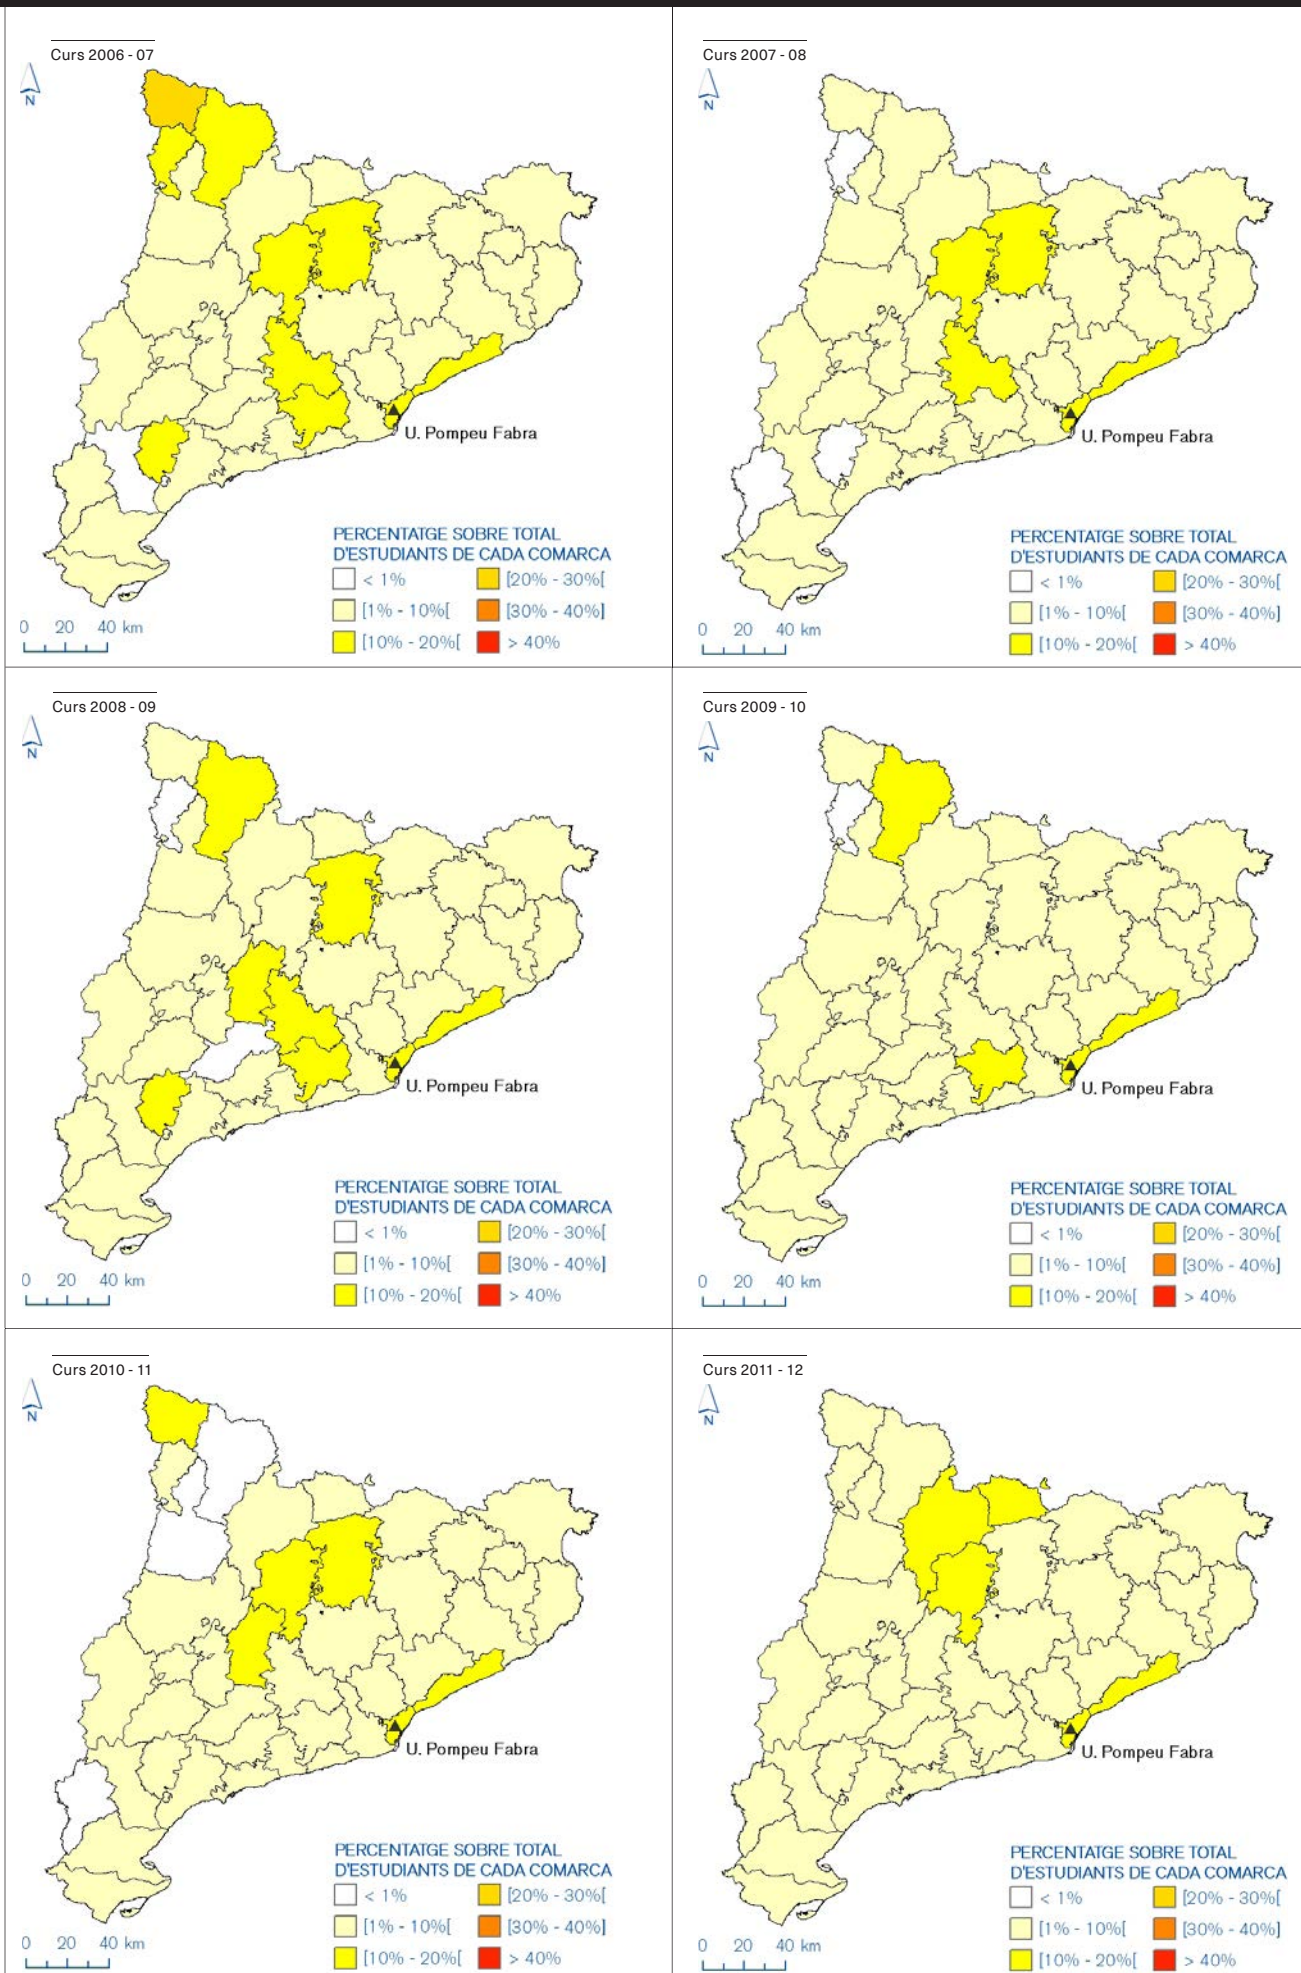 Curs 2006 - 07
N
U. Pompeu Fabra
PERCENTATGE SOBRE TOTAL
D'ESTUDIANTS DE CADA COMARCA
< 1% [20% - 30%[
[1% - 10%[ [30% - 40%]
[10% - 20%[ > 40%
0 20 40 km
Curs 2007 - 08
N
U. Pompeu Fabra
PERCENTATGE SOBRE TOTAL
D'ESTUDIANTS DE CADA COMARCA
< 1% [20% - 30%[
[1% - 10%[ [30% - 40%]
[10% - 20%[ > 40%
0 20 40 km
Curs 2008 - 09
N
U. Pompeu Fabra
PERCENTATGE SOBRE TOTAL
D'ESTUDIANTS DE CADA COMARCA
< 1% [20% - 30%[
[1% - 10%[ [30% - 40%]
[10% - 20%[ > 40%
0 20 40 km
Curs 2009 - 10
N
U. Pompeu Fabra
PERCENTATGE SOBRE TOTAL
D'ESTUDIANTS DE CADA COMARCA
< 1% [20% - 30%[
[1% - 10%[ [30% - 40%]
[10% - 20%[ > 40%
0 20 40 km
Curs 2010 - 11
N
U. Pompeu Fabra
PERCENTATGE SOBRE TOTAL
D'ESTUDIANTS DE CADA COMARCA
< 1% [20% - 30%[
[1% - 10%[ [30% - 40%]
[10% - 20%[ > 40%
0 20 40 km
Curs 2011 - 12
N
U. Pompeu Fabra
PERCENTATGE SOBRE TOTAL
D'ESTUDIANTS DE CADA COMARCA
< 1% [20% - 30%[
[1% - 10%[ [30% - 40%]
[10% - 20%[ > 40%
0 20 40 km